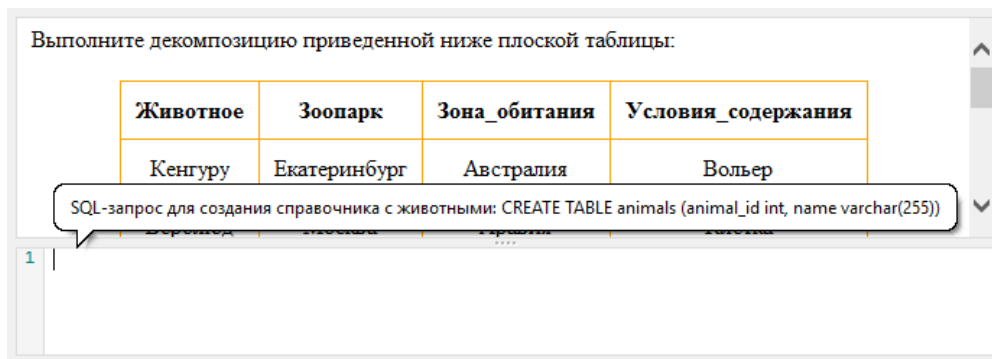 Выполните декомпозицию приведенной ниже плоской таблицы:
Животное Зоопарк Зона_обитания Условия_содержания
Кенгуру Екатеринбург Австралия Вольер
SQL-запрос для создания справочника с животными: CREATE TABLE animals (animal_id int, name varchar(255))
1